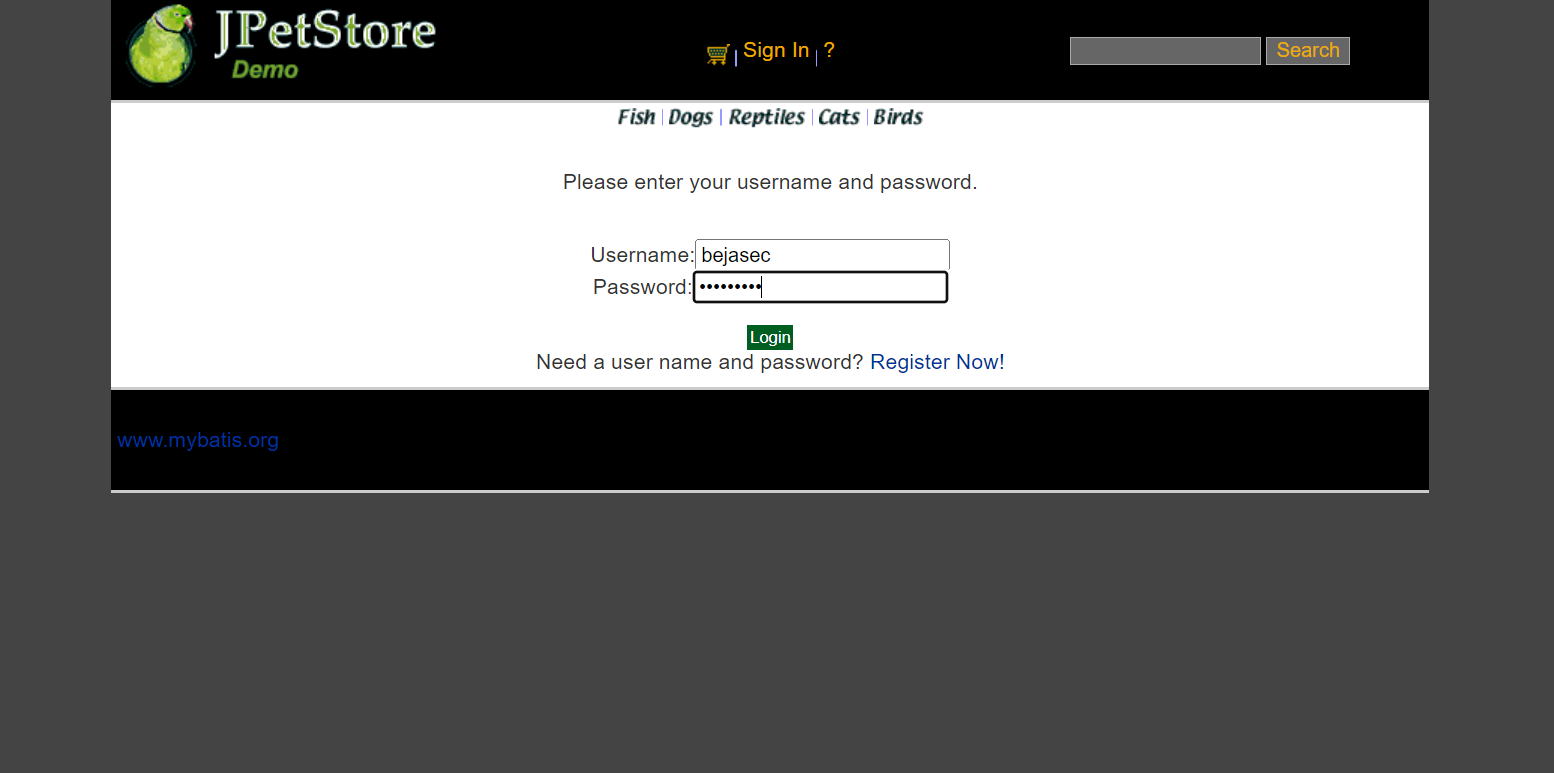 JPetStore
Demo
Sign In ?
Search
Fish Dogs Reptiles Cats Birds
Please enter your username and password.
Username: bejasec
Password: •••••••••
Login
Need a user name and password? Register Now!
www.mybatis.org